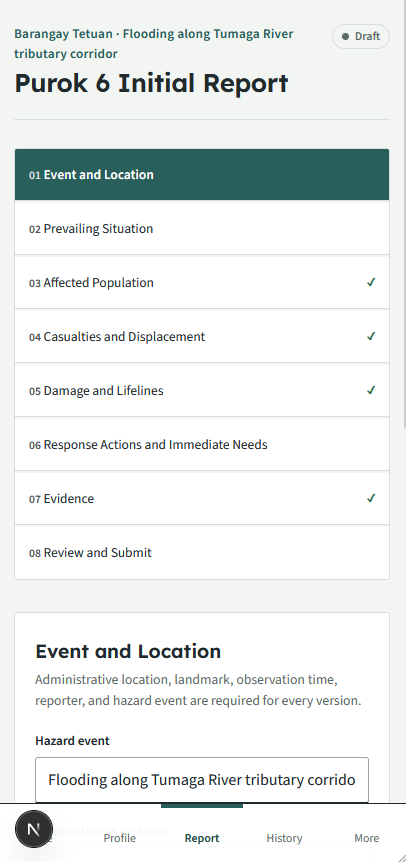 Barangay Tetuan · Flooding along Tumaga River
tributary corridor
Draft
Purok 6 Initial Report
01 Event and Location
02 Prevailing Situation
03 Affected Population ✓
04 Casualties and Displacement ✓
05 Damage and Lifelines ✓
06 Response Actions and Immediate Needs
07 Evidence ✓
08 Review and Submit
Event and Location
Administrative location, landmark, observation time,
reporter, and hazard event are required for every version.
Hazard event
Flooding along Tumaga River tributary corrido
N
Profile
Report
History
More